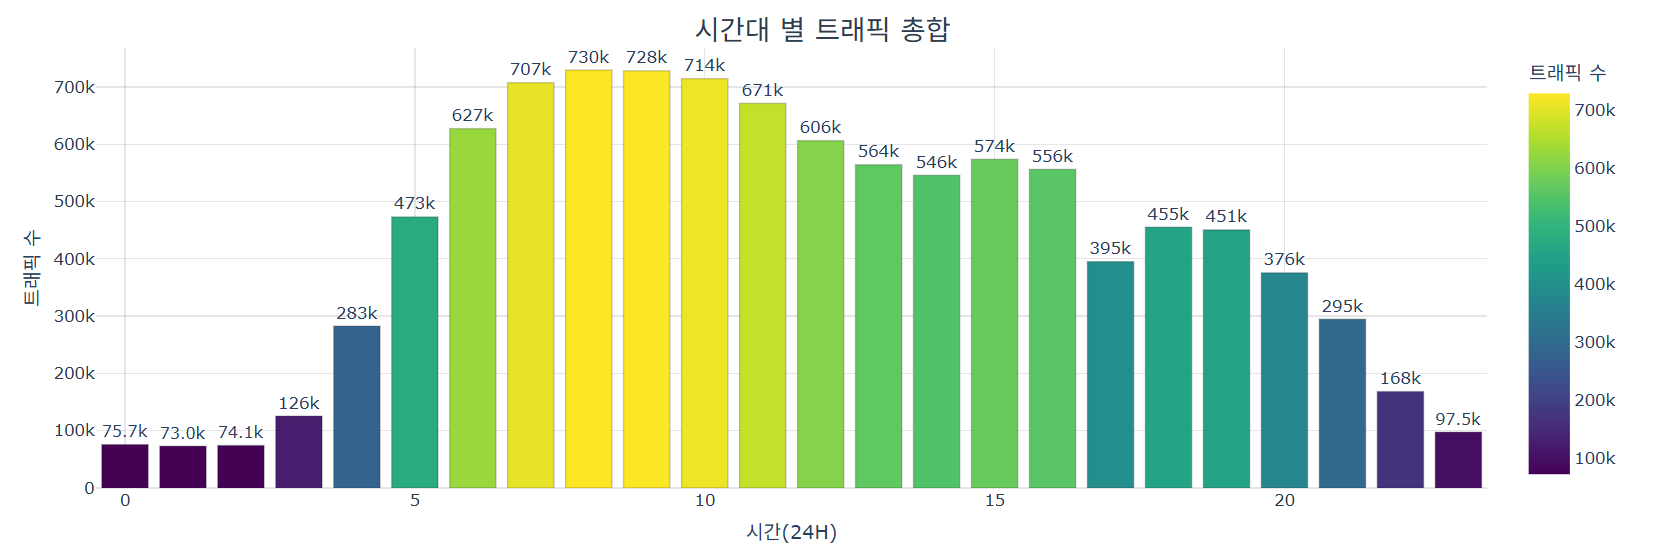 시간대 별 트래픽 총합
트래픽 수
700k
600k
500k
400k
300k
200k
100k
0
75.7k
73.0k
74.1k
126k
283k
473k
627k
707k
730k
728k
714k
671k
606k
564k
546k
574k
556k
395k
455k
451k
376k
295k
168k
97.5k
0
5
10
15
20
시간(24H)
트래픽 수
700k
600k
500k
400k
300k
200k
100k